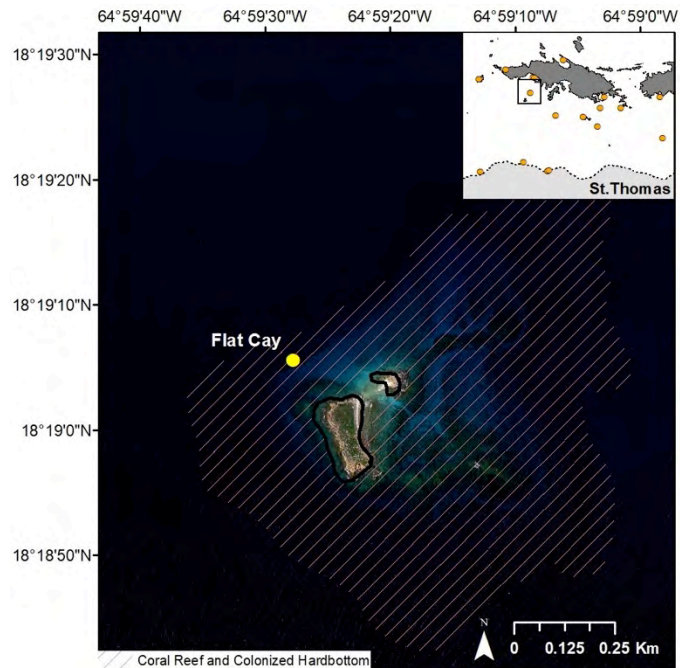 64°59'40"W 64°59'30"W 64°59'20"W 64°59'10"W 64°59'0"W
18°19'30"N
St.Thomas
18°19'20"N
18°19'10"N
Flat Cay
18°19'0"N
18°18'50"N
N
0 0.125 0.25 Km
Coral Reef and Colonized Hardbottom